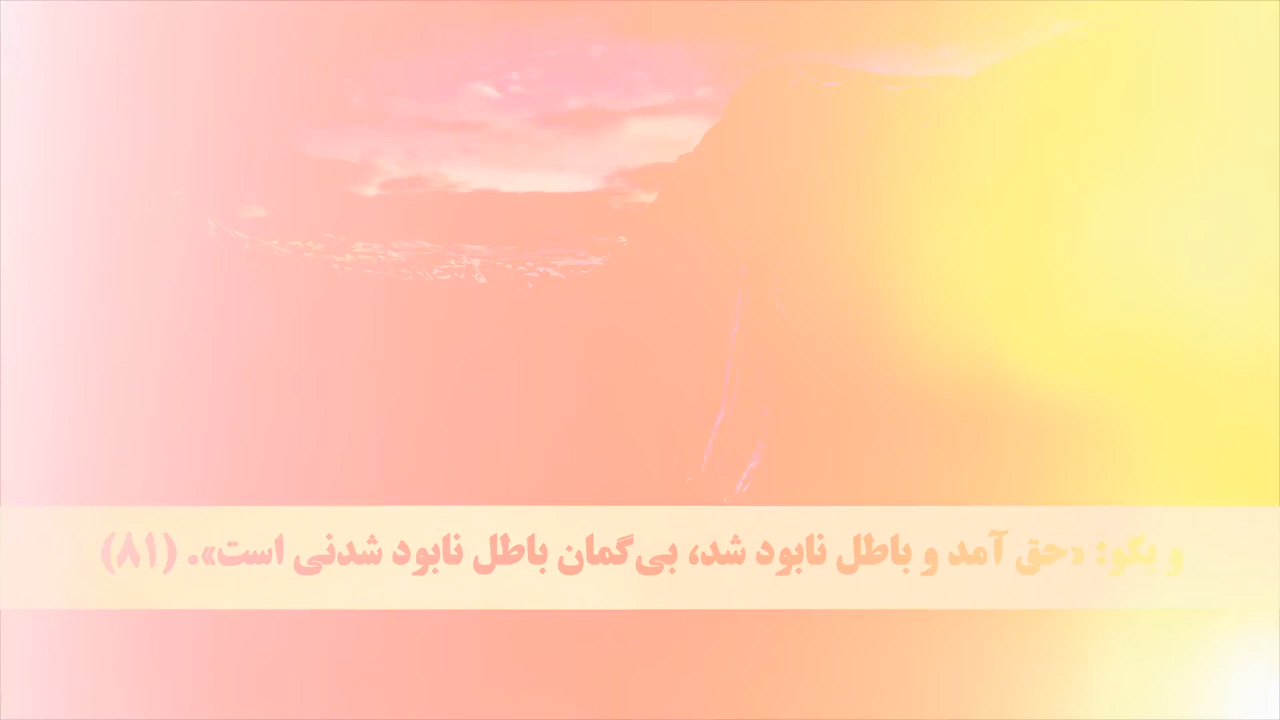 و بگو: «حق آمد و باطل نابود شد، بی‌گمان باطل نابود شدنی است». (۸۱)